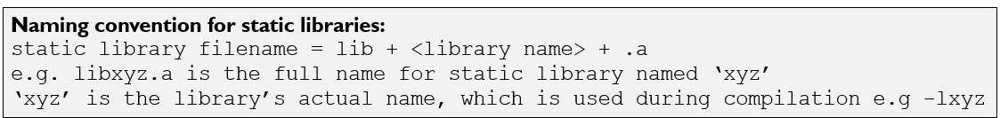 Naming convention for static libraries:
static library filename = lib + <library name> + .a
e.g. libxyz.a is the full name for static library named ‘xyz’
‘xyz’ is the library’s actual name, which is used during compilation e.g -lxyz